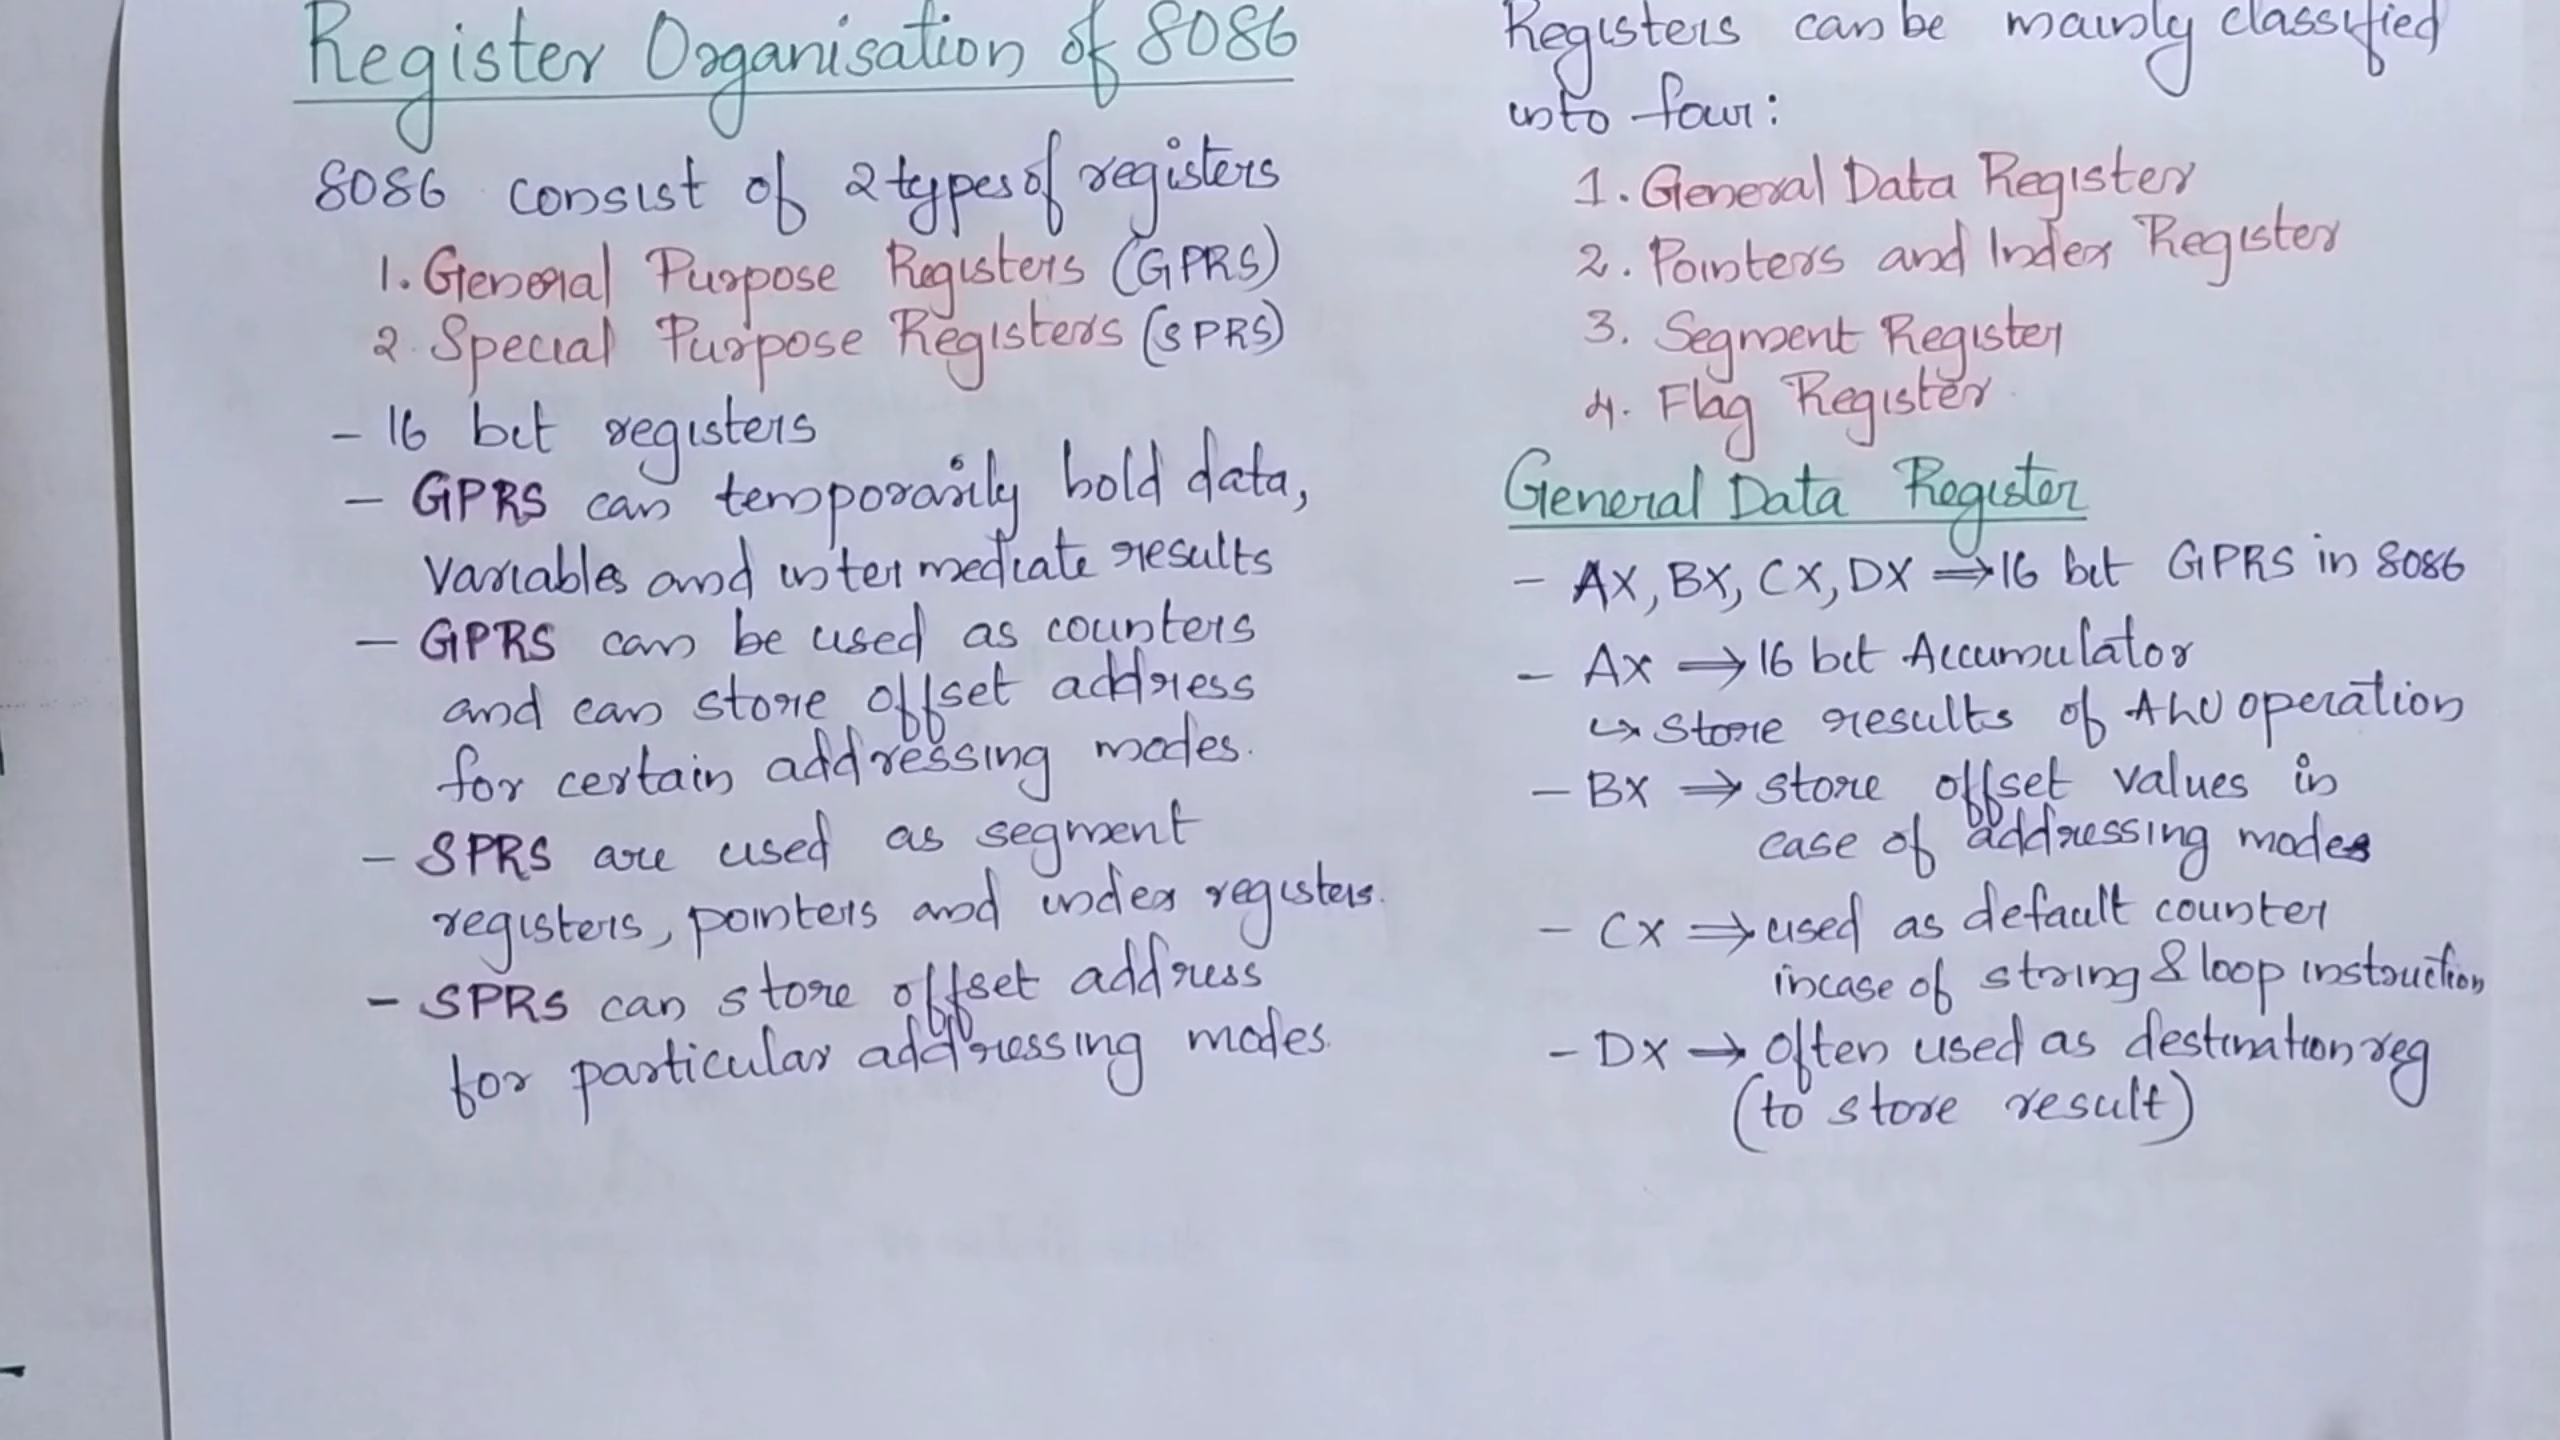 Register Organisation of 8086
8086 consist of 2 types of registers
1. General Purpose Registers (GPRS)
2. Special Purpose Registers (SPRS)
- 16 bit registers
- GPRS can temporarily hold data,
variables and intermediate results
- GPRS can be used as counters
and can store offset address
for certain addressing modes.
- SPRS are used as segment
registers, pointers and index registers.
- SPRS can store offset address
for particular addressing modes.
Registers can be mainly classified
into four:
1. General Data Register
2. Pointers and Index Register
3. Segment Register
4. Flag Register
General Data Register
- AX, BX, CX, DX ⇒ 16 bit GPRS in 8086
- AX ⇒ 16 bit Accumulator
↪ store results of ALU operation
- BX ⇒ store offset values in
case of addressing modes
- CX ⇒ used as default counter
incase of string & loop instruction
- DX → often used as destination reg
(to store result)